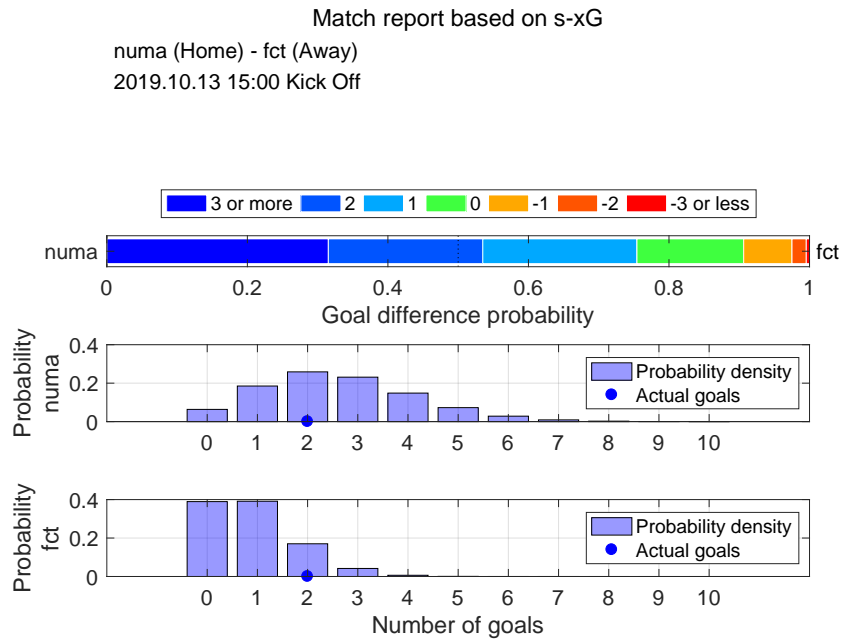 Match report based on s-xG
numa (Home) - fct (Away)
2019.10.13 15:00 Kick Off
3 or more 2 1 0 -1 -2 -3 or less
numa fct
0 0.2 0.4 0.6 0.8 1
Goal difference probability
Probability
numa
0.4
0.2
0
Probability density
Actual goals
0 1 2 3 4 5 6 7 8 9 10
Probability
fct
0.4
0.2
0
Probability density
Actual goals
0 1 2 3 4 5 6 7 8 9 10
Number of goals